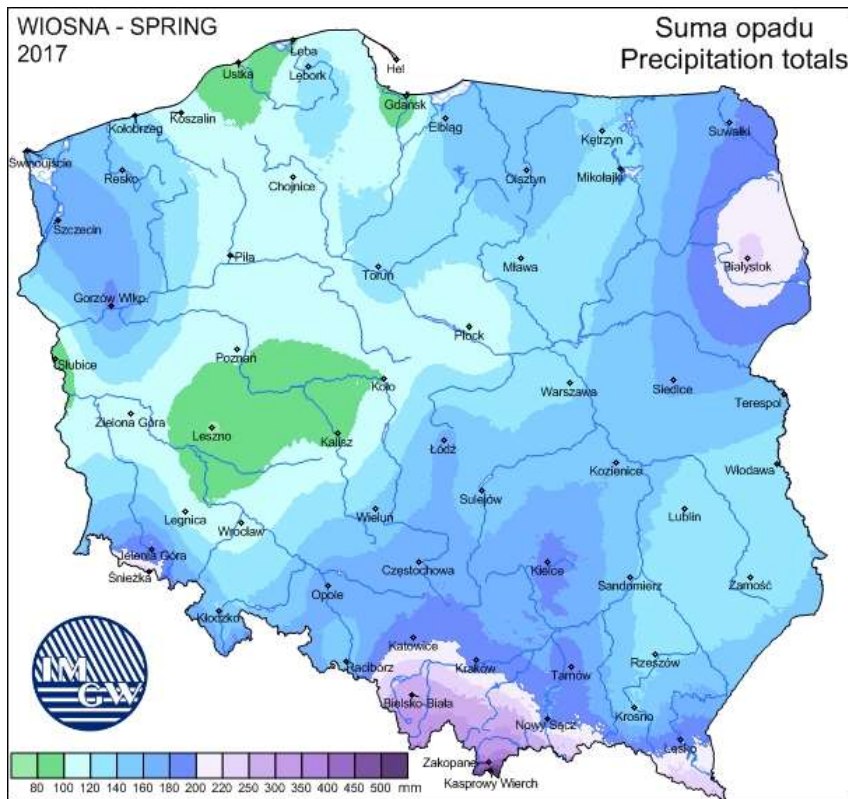 WIOSNA - SPRING
2017
Suma opadu
Precipitation totals
Łeba
Ustka
Lębork
Hel
Gdańsk
Koszalin
Kołobrzeg
Elbląg
Kętrzyn
Suwałki
Świnoujście
Resko
Chojnice
Olsztyn
Mikołajki
Szczecin
Piła
Toruń
Mława
Białystok
Gorzów Wlkp.
Płock
Słubice
Poznań
Koło
Warszawa
Siedlce
Terespol
Zielona Góra
Leszno
Kalisz
Łódź
Kozienice
Włodawa
Legnica
Wrocław
Wieluń
Sulejów
Lublin
Jelenia Góra
Śnieżka
Częstochowa
Kielce
Sandomierz
Zamość
Kłodzko
Opole
Katowice
Racibórz
Kraków
Tarnów
Rzeszów
Bielsko-Biała
Nowy Sącz
Krosno
Lesko
Zakopane
Kasprowy Wierch
IM
GW
80 100 120 140 160 180 200 220 250 300 350 400 450 500 mm